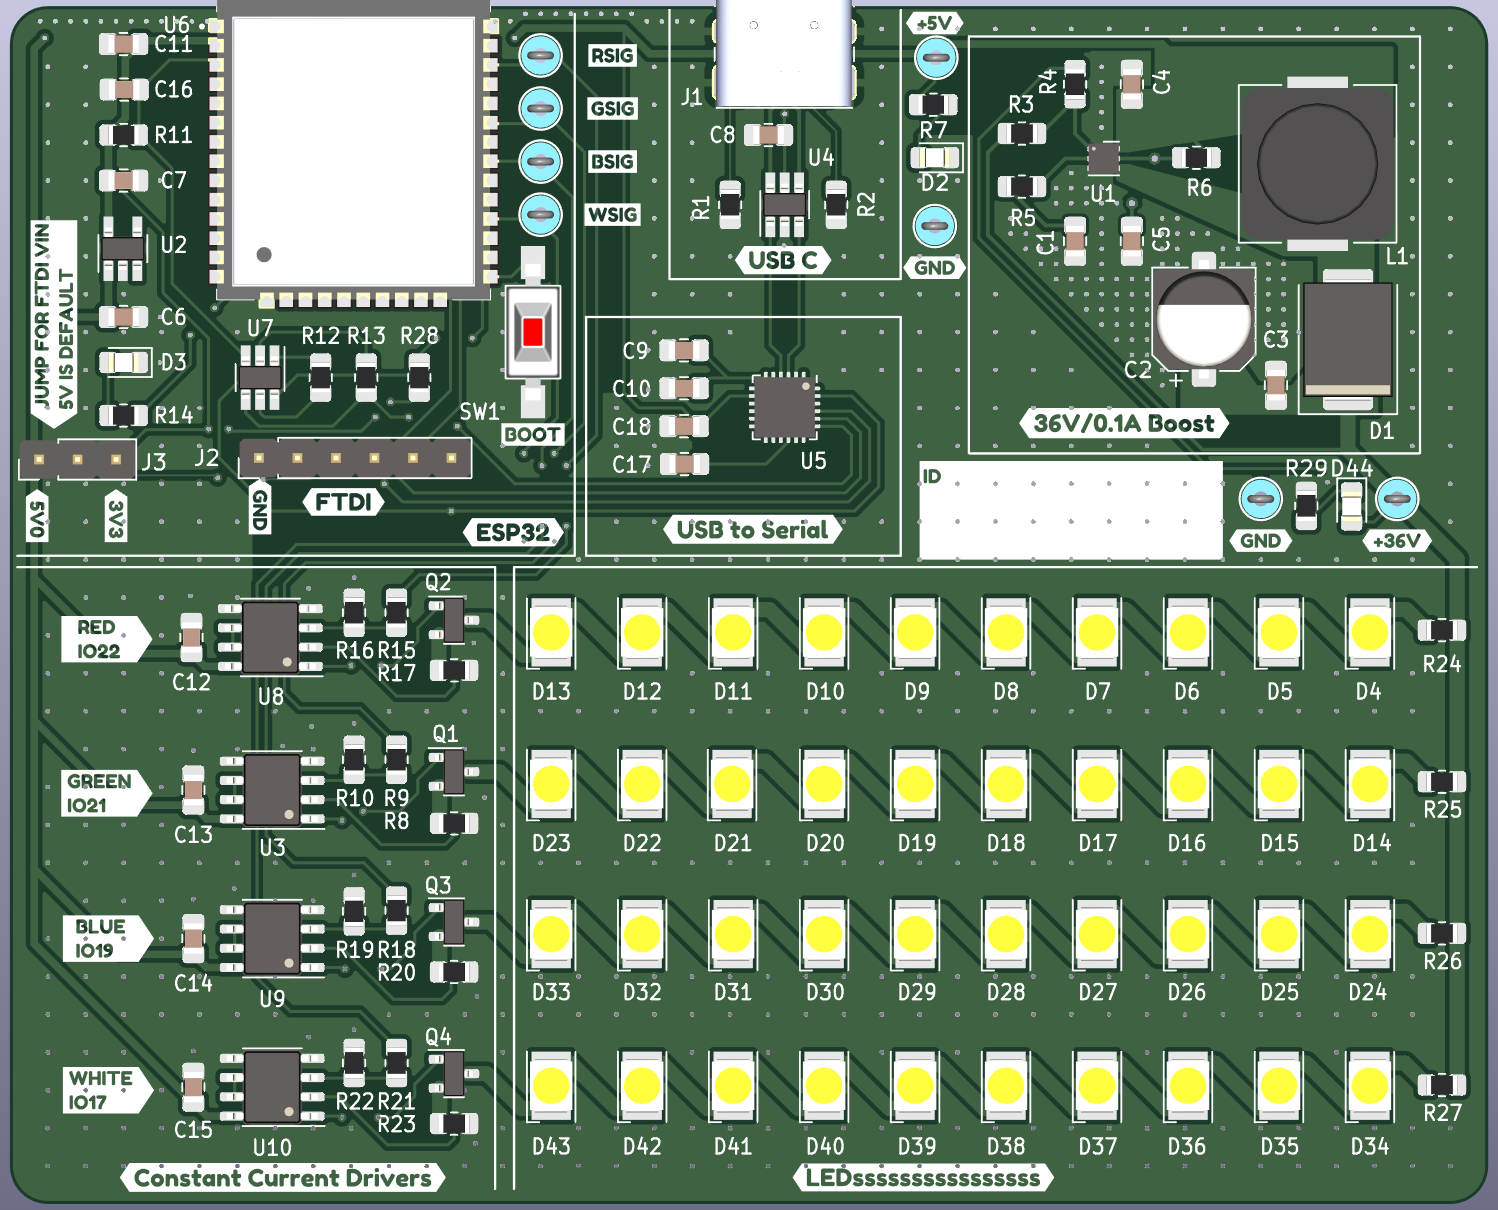 U6
C11
C16
R11
C7
U2
C6
D3
R14
JUMP FOR FTDI VIN
5V IS DEFAULT
J3
5V0
3V3
U7
R12
R13
R28
J2
GND
FTDI
ESP32
SW1
BOOT
RSIG
GSIG
BSIG
WSIG
J1
C8
U4
R1
R2
USB C
+5V
R7
D2
GND
C9
C10
C18
C17
U5
USB to Serial
R4
C4
R3
U1
R6
R5
C1
C5
L1
C2
+
C3
D1
36V/0.1A Boost
ID
R29
D44
GND
+36V
RED
IO22
C12
U8
R16
R15
R17
Q2
GREEN
IO21
C13
U3
R10
R9
R8
Q1
BLUE
IO19
C14
U9
R19
R18
R20
Q3
WHITE
IO17
C15
U10
R22
R21
R23
Q4
Constant Current Drivers
D13 D12 D11 D10 D9 D8 D7 D6 D5 D4
R24
D23 D22 D21 D20 D19 D18 D17 D16 D15 D14
R25
D33 D32 D31 D30 D29 D28 D27 D26 D25 D24
R26
D43 D42 D41 D40 D39 D38 D37 D36 D35 D34
R27
LEDssssssssssssssss